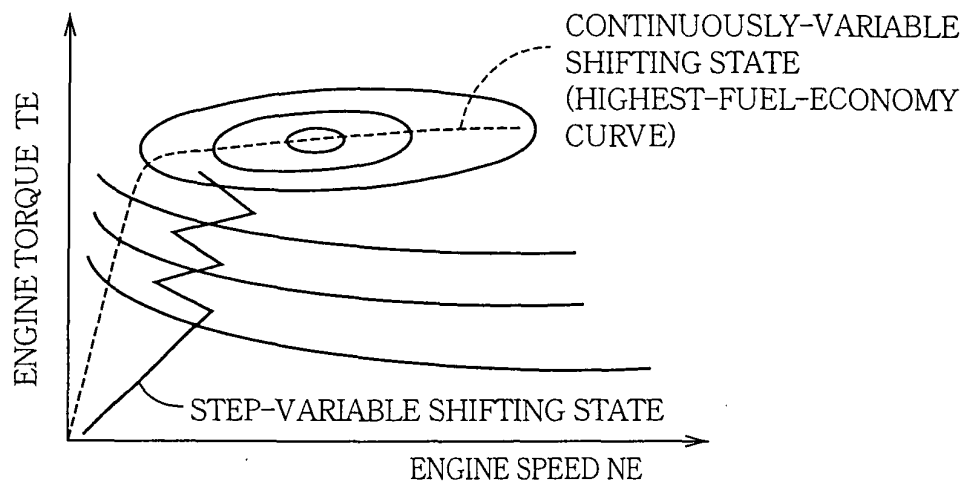 CONTINUOUSLY-VARIABLE
SHIFTING STATE
(HIGHEST-FUEL-ECONOMY
CURVE)
ENGINE TORQUE TE
STEP-VARIABLE SHIFTING STATE
ENGINE SPEED NE